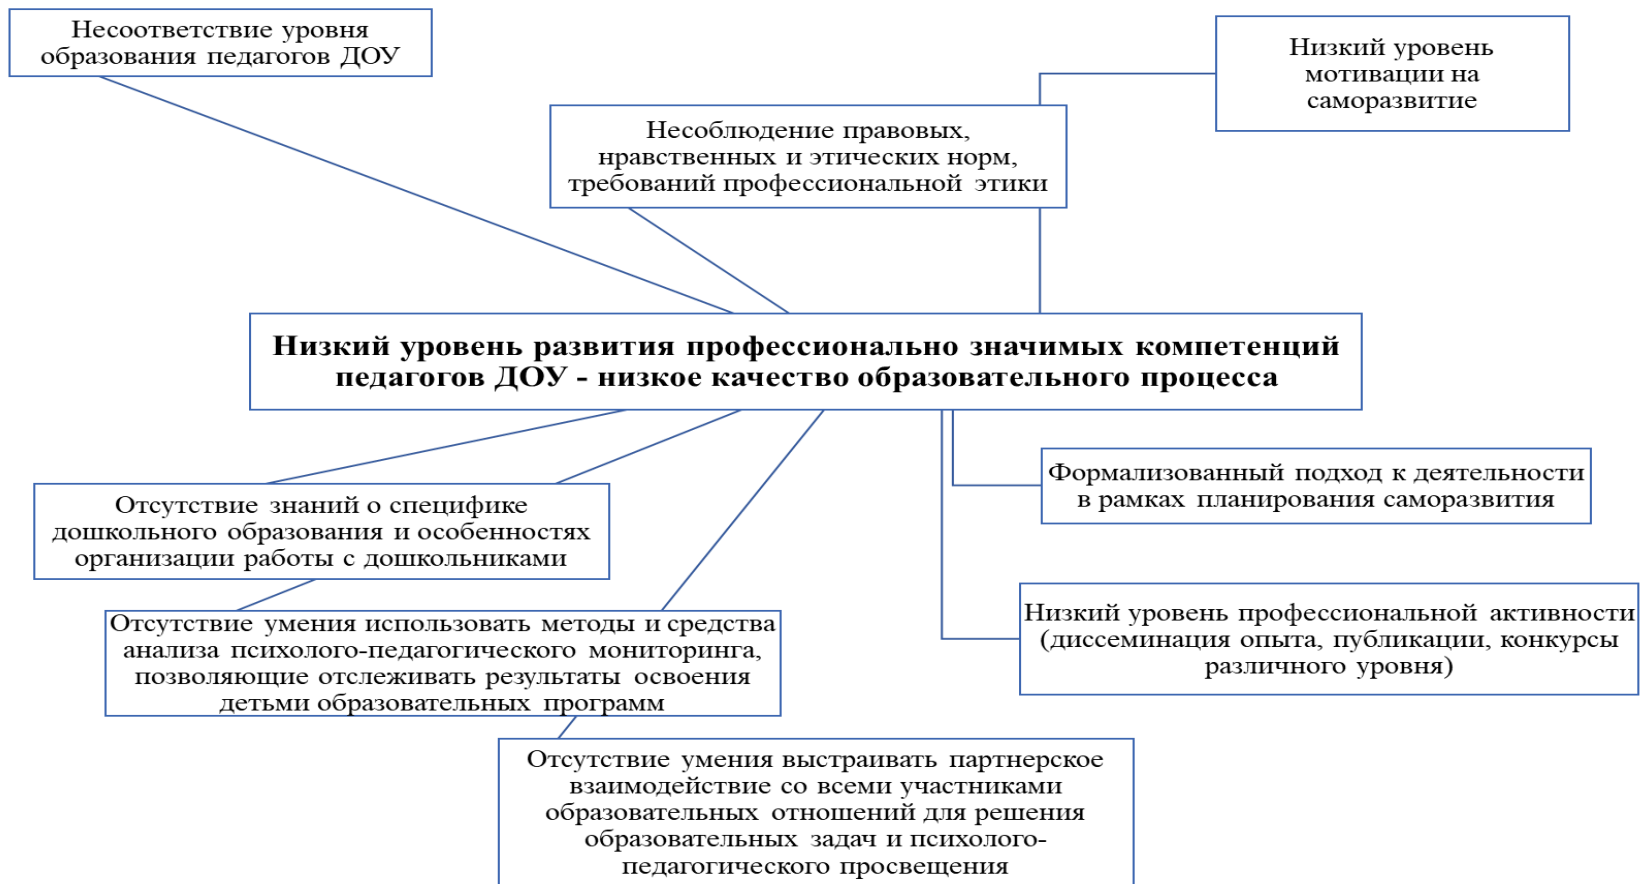 Несоответствие уровня
образования педагогов ДОУ
Низкий уровень
мотивации на
саморазвитие
Несоблюдение правовых,
нравственных и этических норм,
требований профессиональной этики
Низкий уровень развития профессионально значимых компетенций
педагогов ДОУ - низкое качество образовательного процесса
Отсутствие знаний о специфике
дошкольного образования и особенностях
организации работы с дошкольниками
Формализованный подход к деятельности
в рамках планирования саморазвития
Отсутствие умения использовать методы и средства
анализа психолого-педагогического мониторинга,
позволяющие отслеживать результаты освоения
детьми образовательных программ
Низкий уровень профессиональной активности
(диссеминация опыта, публикации, конкурсы
различного уровня)
Отсутствие умения выстраивать партнерское
взаимодействие со всеми участниками
образовательных отношений для решения
образовательных задач и психолого-
педагогического просвещения